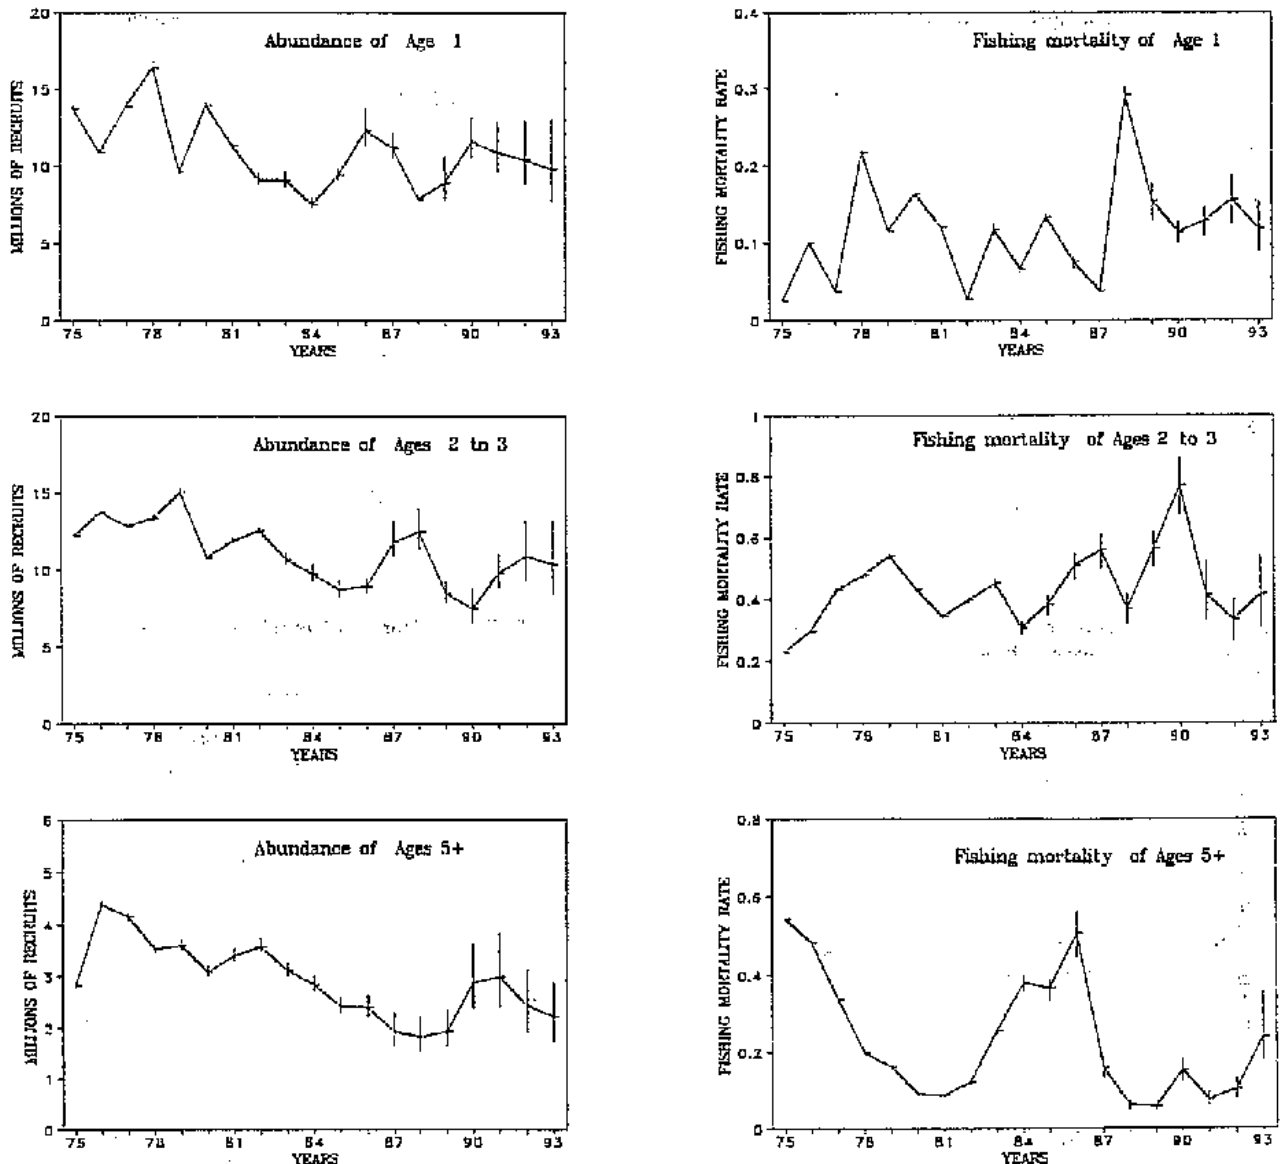 Abundance of Age 1
MILLIONS OF RECRUITS
20
15
10
5
0
75 78 81 84 87 90 93
YEARS
Fishing mortality of Age 1
FISHING MORTALITY RATE
0.4
0.3
0.2
0.1
0
75 78 81 84 87 90 93
YEARS
Abundance of Ages 2 to 3
MILLIONS OF RECRUITS
20
15
10
5
0
75 78 81 84 87 90 93
YEARS
Fishing mortality of Ages 2 to 3
FISHING MORTALITY RATE
1
0.8
0.6
0.4
0.2
0
75 78 81 84 87 90 93
YEARS
Abundance of Ages 5+
MILLIONS OF RECRUITS
6
5
4
3
2
1
0
75 78 81 84 87 90 93
YEARS
Fishing mortality of Ages 5+
FISHING MORTALITY RATE
0.8
0.6
0.4
0.2
0
75 78 81 84 87 90 93
YEARS